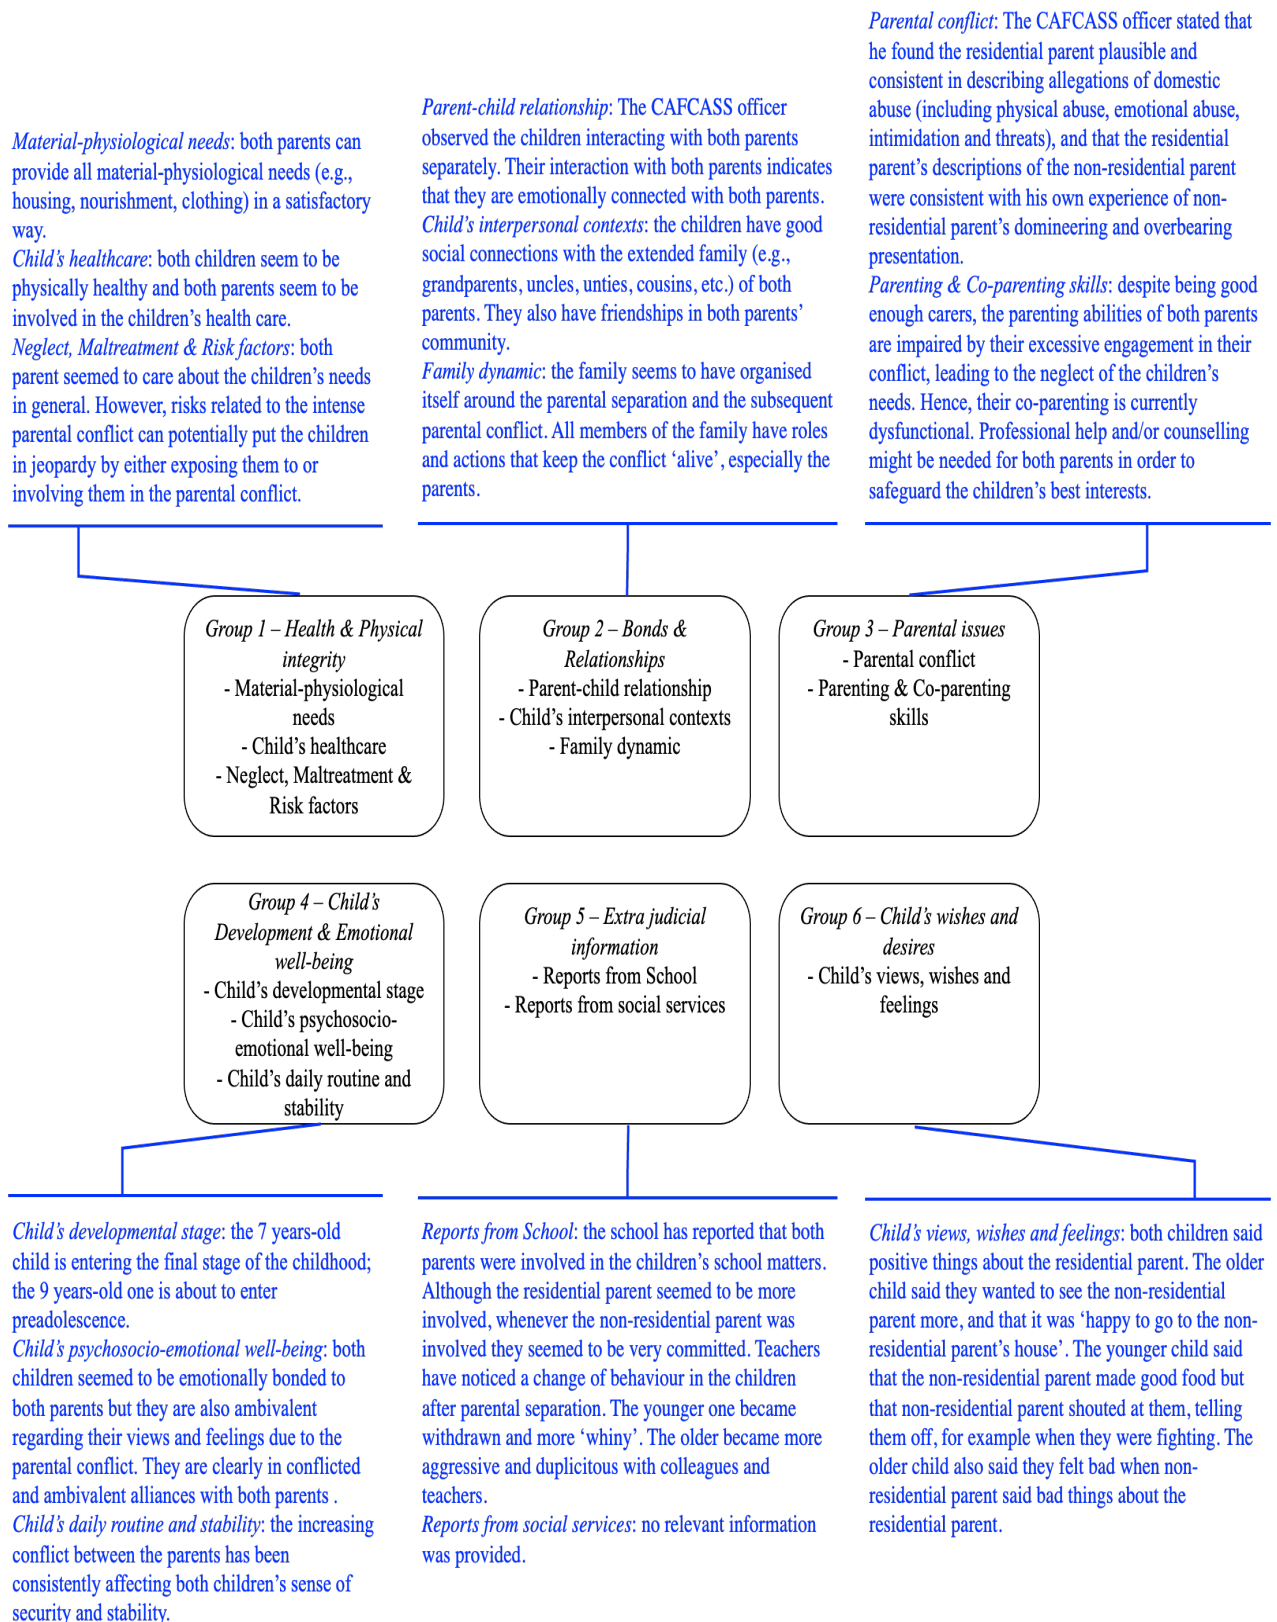 Material-physiological needs: both parents can
provide all material-physiological needs (e.g.,
housing, nourishment, clothing) in a satisfactory
way.
Child’s healthcare: both children seem to be
physically healthy and both parents seem to be
involved in the children’s health care.
Neglect, Maltreatment & Risk factors: both
parent seemed to care about the children’s needs
in general. However, risks related to the intense
parental conflict can potentially put the children
in jeopardy by either exposing them to or
involving them in the parental conflict.
Parent-child relationship: The CAFCASS officer
observed the children interacting with both parents
separately. Their interaction with both parents indicates
that they are emotionally connected with both parents.
Child’s interpersonal contexts: the children have good
social connections with the extended family (e.g.,
grandparents, uncles, unties, cousins, etc.) of both
parents. They also have friendships in both parents’
community.
Family dynamic: the family seems to have organised
itself around the parental separation and the subsequent
parental conflict. All members of the family have roles
and actions that keep the conflict ‘alive’, especially the
parents.
Parental conflict: The CAFCASS officer stated that
he found the residential parent plausible and
consistent in describing allegations of domestic
abuse (including physical abuse, emotional abuse,
intimidation and threats), and that the residential
parent’s descriptions of the non-residential parent
were consistent with his own experience of non-
residential parent’s domineering and overbearing
presentation.
Parenting & Co-parenting skills: despite being good
enough carers, the parenting abilities of both parents
are impaired by their excessive engagement in their
conflict, leading to the neglect of the children’s
needs. Hence, their co-parenting is currently
dysfunctional. Professional help and/or counselling
might be needed for both parents in order to
safeguard the children’s best interests.
Group 1 – Health & Physical
integrity
- Material-physiological
needs
- Child’s healthcare
- Neglect, Maltreatment &
Risk factors
Group 2 – Bonds &
Relationships
- Parent-child relationship
- Child’s interpersonal contexts
- Family dynamic
Group 3 – Parental issues
- Parental conflict
- Parenting & Co-parenting
skills
Group 4 – Child’s
Development & Emotional
well-being
- Child’s developmental stage
- Child’s psychosocio-
emotional well-being
- Child’s daily routine and
stability
Group 5 – Extra judicial
information
- Reports from School
- Reports from social services
Group 6 – Child’s wishes and
desires
- Child’s views, wishes and
feelings
Child’s developmental stage: the 7 years-old
child is entering the final stage of the childhood;
the 9 years-old one is about to enter
preadolescence.
Child’s psychosocio-emotional well-being: both
children seemed to be emotionally bonded to
both parents but they are also ambivalent
regarding their views and feelings due to the
parental conflict. They are clearly in conflicted
and ambivalent alliances with both parents .
Child’s daily routine and stability: the increasing
conflict between the parents has been
consistently affecting both children’s sense of
security and stability.
Reports from School: the school has reported that both
parents were involved in the children’s school matters.
Although the residential parent seemed to be more
involved, whenever the non-residential parent was
involved they seemed to be very committed. Teachers
have noticed a change of behaviour in the children
after parental separation. The younger one became
withdrawn and more ‘whiny’. The older became more
aggressive and duplicitous with colleagues and
teachers.
Reports from social services: no relevant information
was provided.
Child’s views, wishes and feelings: both children said
positive things about the residential parent. The older
child said they wanted to see the non-residential
parent more, and that it was ‘happy to go to the non-
residential parent’s house’. The younger child said
that the non-residential parent made good food but
that non-residential parent shouted at them, telling
them off, for example when they were fighting. The
older child also said they felt bad when non-
residential parent said bad things about the
residential parent.